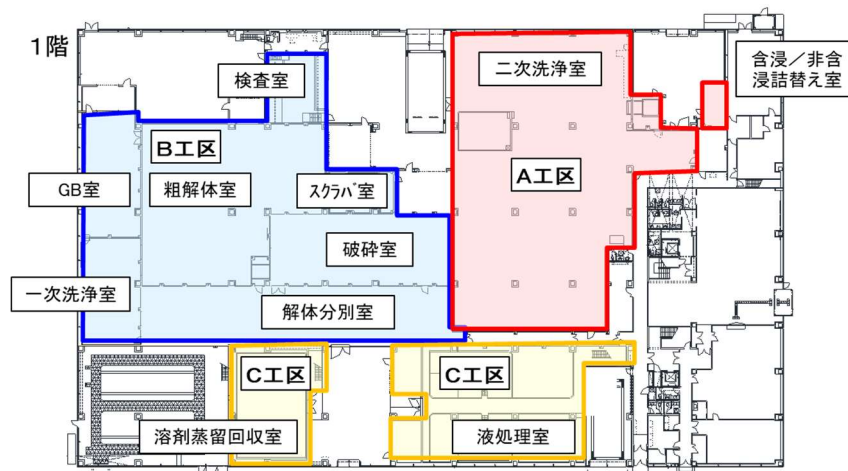 1階
検査室
二次洗浄室
含浸／非含
浸詰替え室
B工区
GB室
粗解体室
スクラバ室
A工区
破砕室
一次洗浄室
解体分別室
C工区
C工区
溶剤蒸留回収室
液処理室